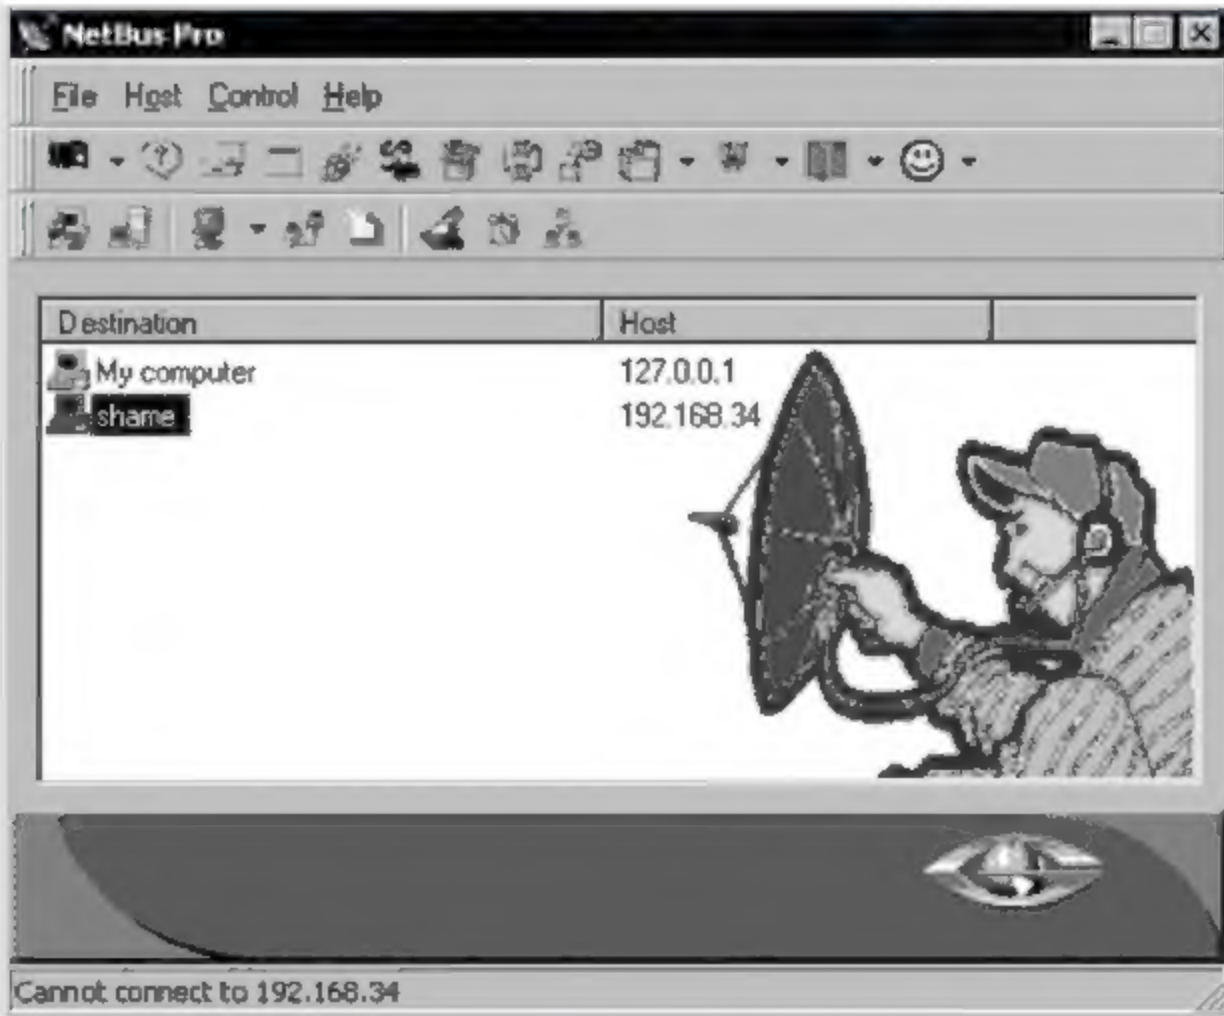 NetBus Pro
File Host Control Help
Destination Host
My computer 127.0.0.1
shame 192.168.34
Cannot connect to 192.168.34